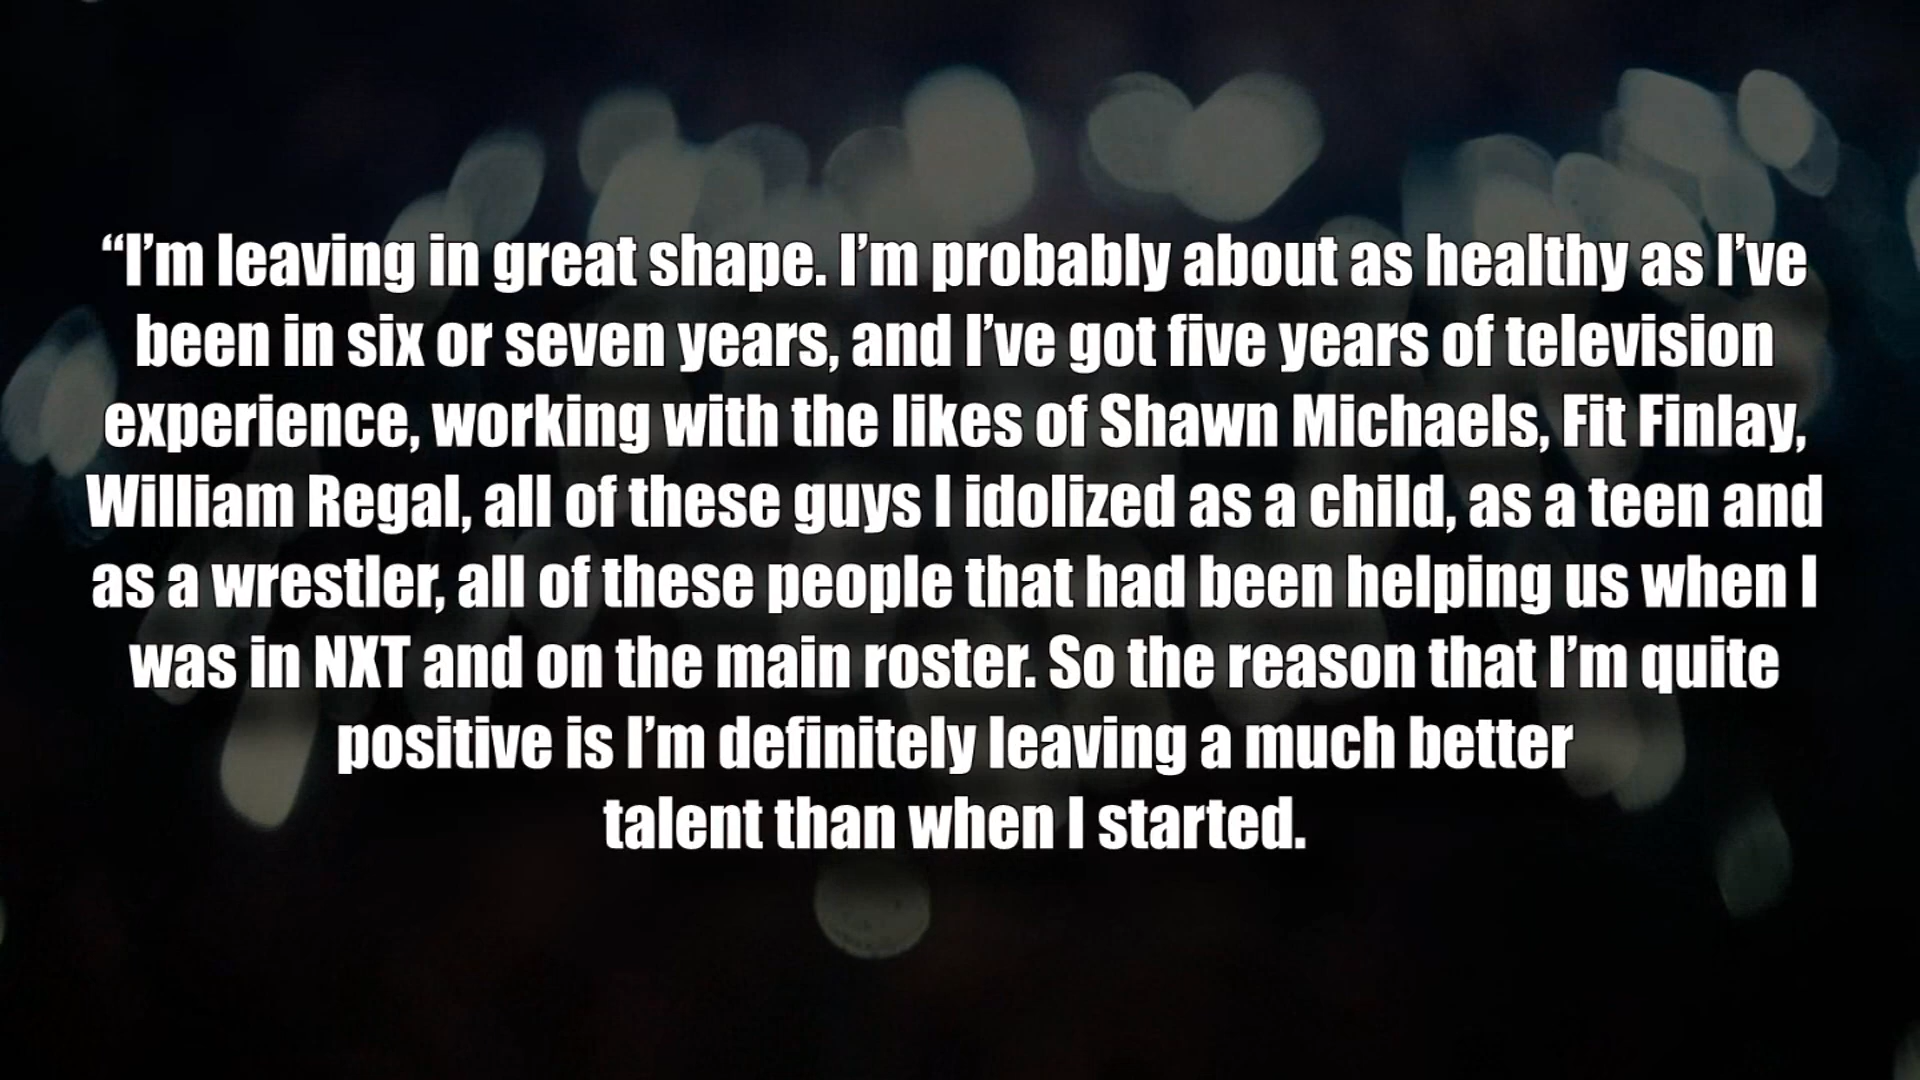 “I’m leaving in great shape. I’m probably about as healthy as I’ve
been in six or seven years, and I’ve got five years of television
experience, working with the likes of Shawn Michaels, Fit Finlay,
William Regal, all of these guys I idolized as a child, as a teen and
as a wrestler, all of these people that had been helping us when I
was in NXT and on the main roster. So the reason that I’m quite
positive is I’m definitely leaving a much better
talent than when I started.